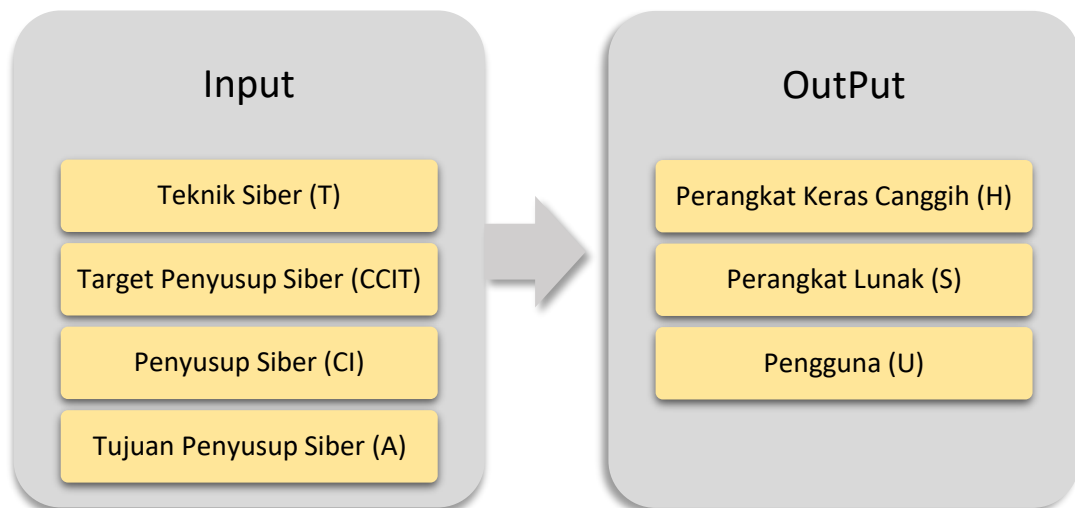 Input
Teknik Siber (T)
Target Penyusup Siber (CCIT)
Penyusup Siber (CI)
Tujuan Penyusup Siber (A)
OutPut
Perangkat Keras Canggih (H)
Perangkat Lunak (S)
Pengguna (U)